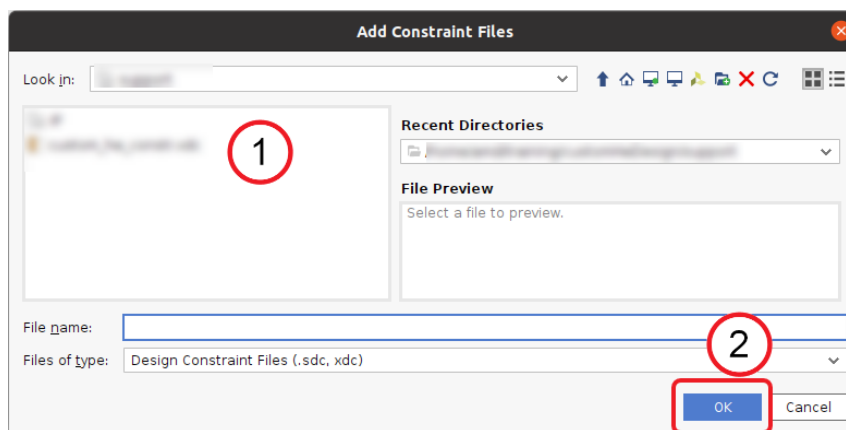 Add Constraint Files
Look in:
1
Recent Directories
File Preview
Select a file to preview.
File name:
2
Files of type: Design Constraint Files (.sdc, xdc)
OK Cancel